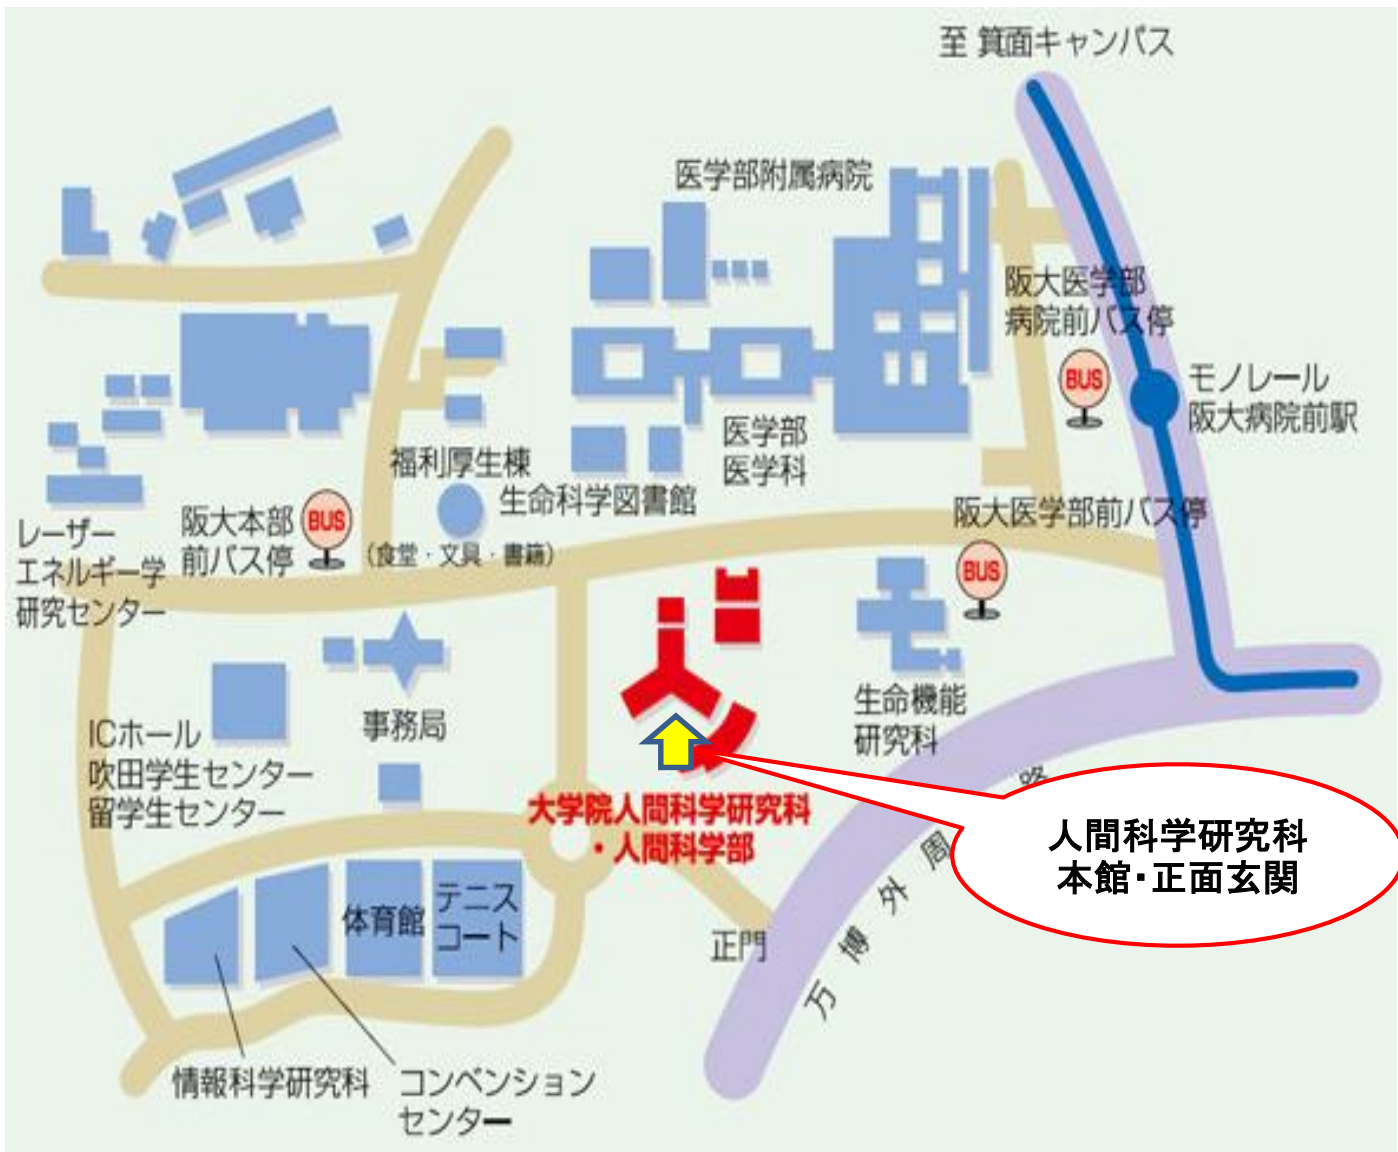 至 箕面キャンパス
医学部附属病院
阪大医学部
病院前バス停
BUS
モノレール
阪大病院前駅
医学部
医学科
福利厚生棟
生命科学図書館
(食堂・文具・書籍)
阪大本部
前バス停
BUS
レーザー
エネルギー学
研究センター
阪大医学部前バス停
BUS
生命機能
研究科
事務局
ICホール
吹田学生センター
留学生センター
大学院人間科学研究科
・人間科学部
人間科学研究科
本館・正面玄関
万博外周路
正門
体育館
テニス
コート
情報科学研究科
コンベンション
センター